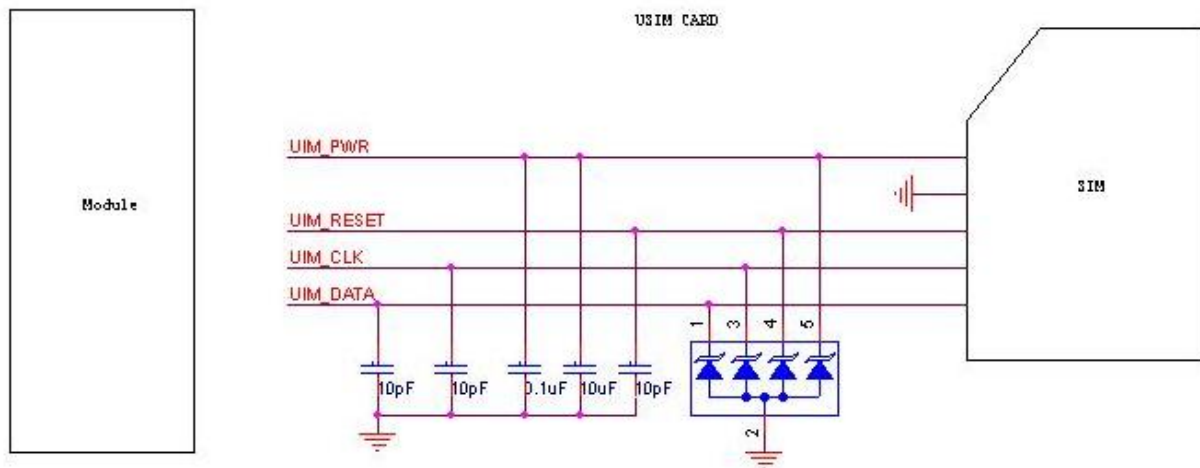 USIM CARD
UIM_PWR
Module
SIM
UIM_RESET
UIM_CLK
UIM_DATA
1 3 4 5
10pF 10pF 0.1uF 10uF 10pF
2